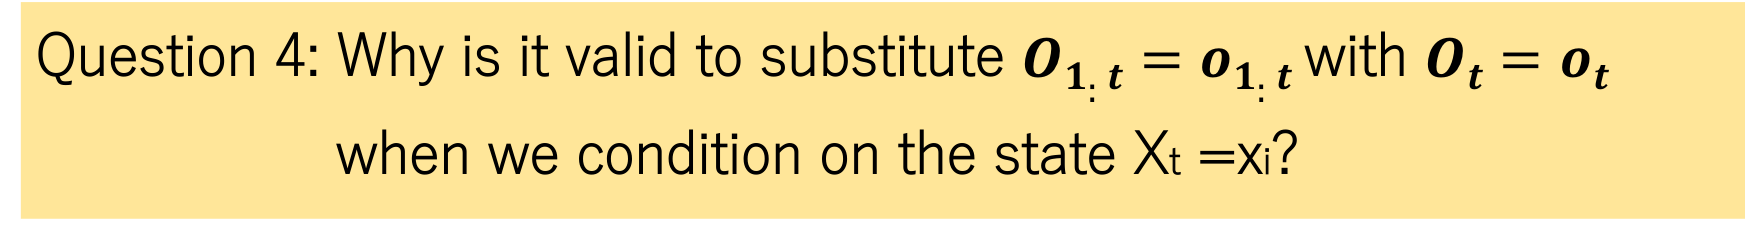 Question 4: Why is it valid to substitute O₁:ₜ = o₁:ₜ with Oₜ = oₜ
when we condition on the state Xₜ =xᵢ?